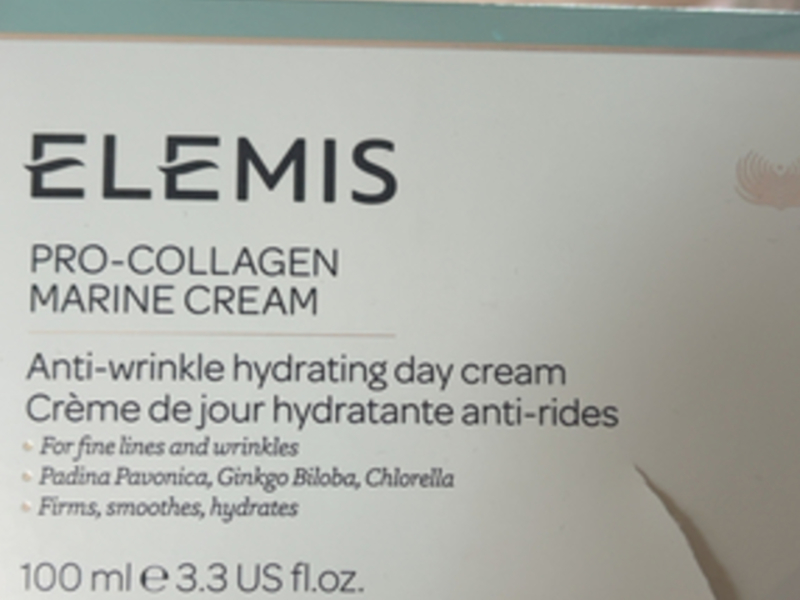 ELEMIS
PRO-COLLAGEN
MARINE CREAM
Anti-wrinkle hydrating day cream
Crème de jour hydratante anti-rides
For fine lines and wrinkles
Padina Pavonica, Ginkgo Biloba, Chlorella
Firms, smoothes, hydrates
100 ml ℮ 3.3 US fl.oz.